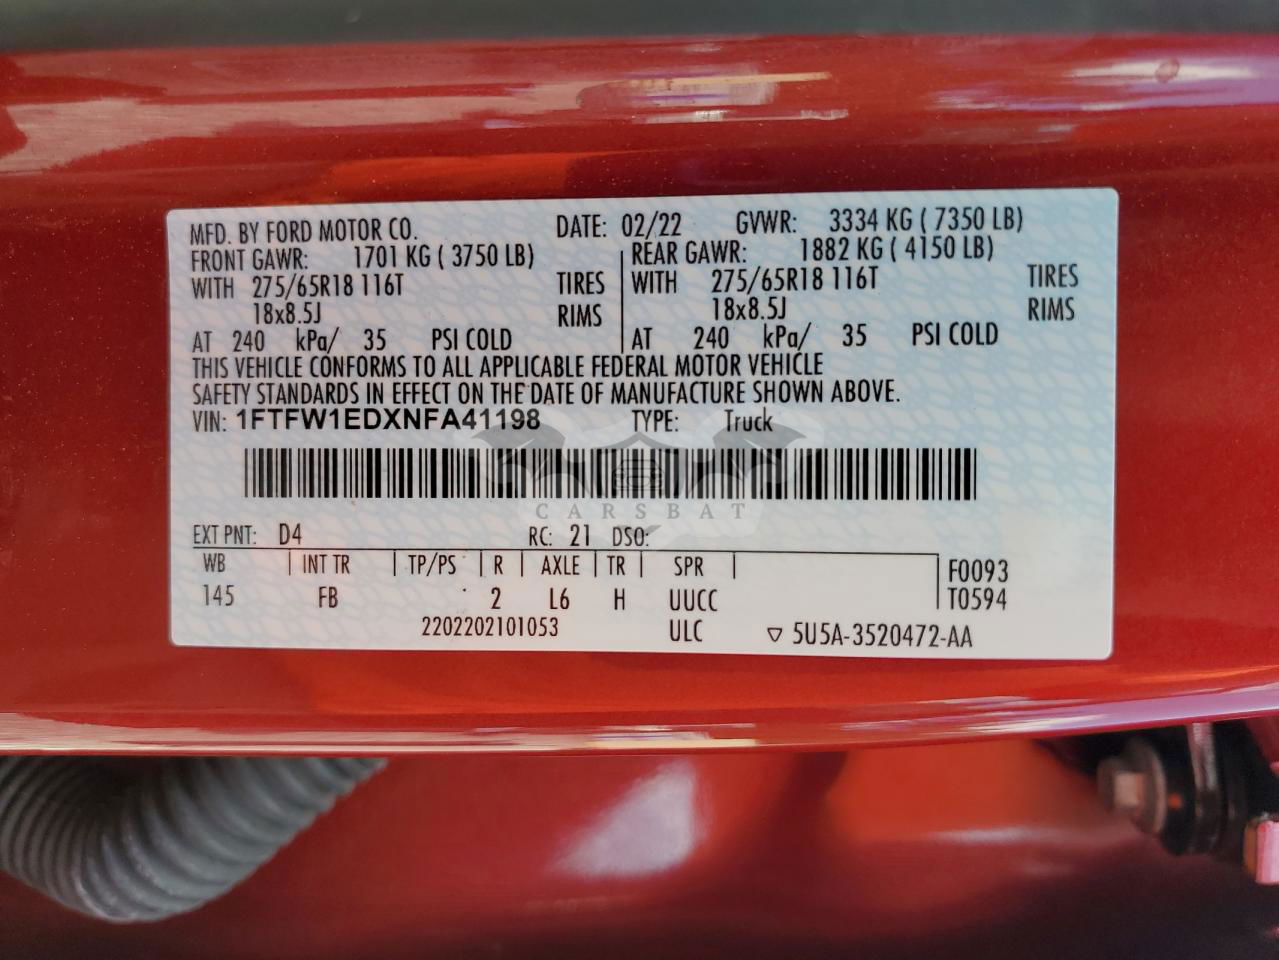 MFD. BY FORD MOTOR CO. DATE: 02/22 GVWR: 3334 KG ( 7350 LB)
FRONT GAWR: 1701 KG ( 3750 LB) REAR GAWR: 1882 KG ( 4150 LB)
WITH 275/65R18 116T TIRES WITH 275/65R18 116T TIRES
18x8.5J RIMS 18x8.5J RIMS
AT 240 kPa/ 35 PSI COLD AT 240 kPa/ 35 PSI COLD
THIS VEHICLE CONFORMS TO ALL APPLICABLE FEDERAL MOTOR VEHICLE
SAFETY STANDARDS IN EFFECT ON THE DATE OF MANUFACTURE SHOWN ABOVE.
VIN: 1FTFW1EDXNFA41198 TYPE: Truck
CARSBAT
EXT PNT: D4 RC: 21 DSO:
WB INT TR TP/PS R AXLE TR SPR F0093
145 FB 2 L6 H UUCC T0594
2202202101053 ULC ▽ 5U5A-3520472-AA